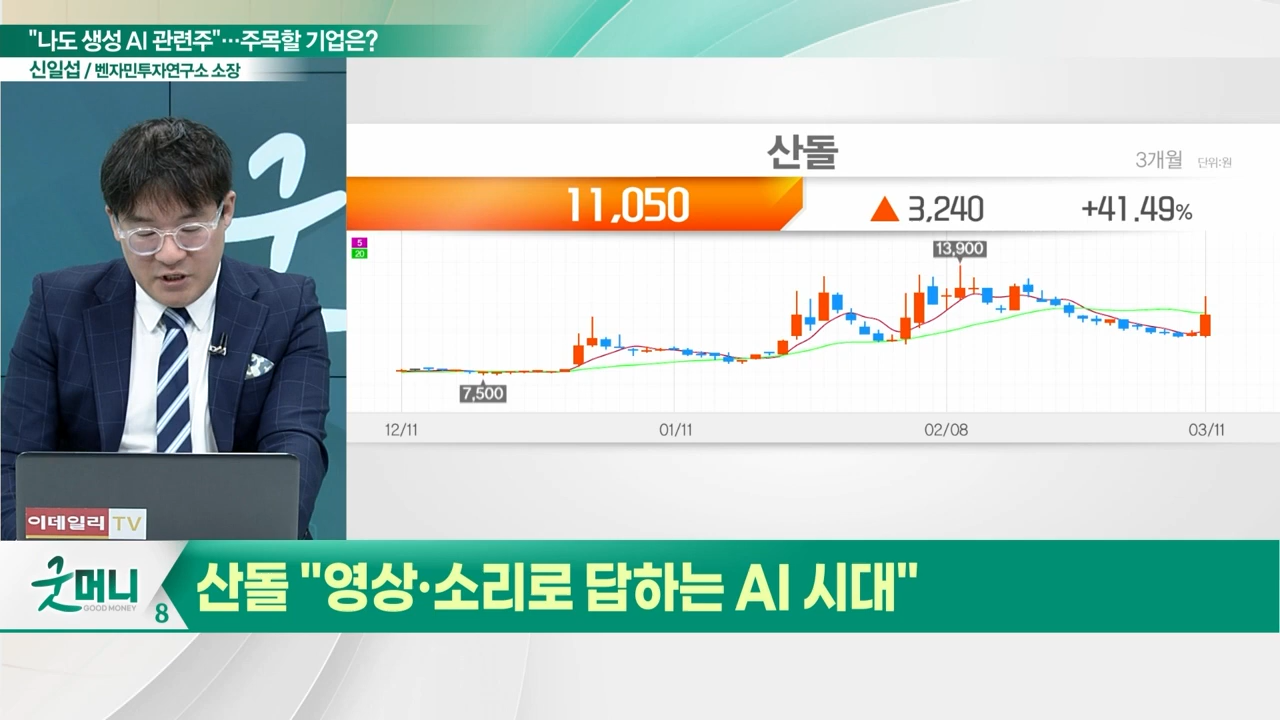 "나도 생성 AI 관련주"…주목할 기업은?
신일섭 / 벤자민투자연구소 소장
산돌
3개월 단위:원
11,050 ▲ 3,240 +41.49%
5
20
13,900
7,500
12/11 01/11 02/08 03/11
이데일리 TV
굿머니
GOOD MONEY
8
산돌 "영상·소리로 답하는 AI 시대"